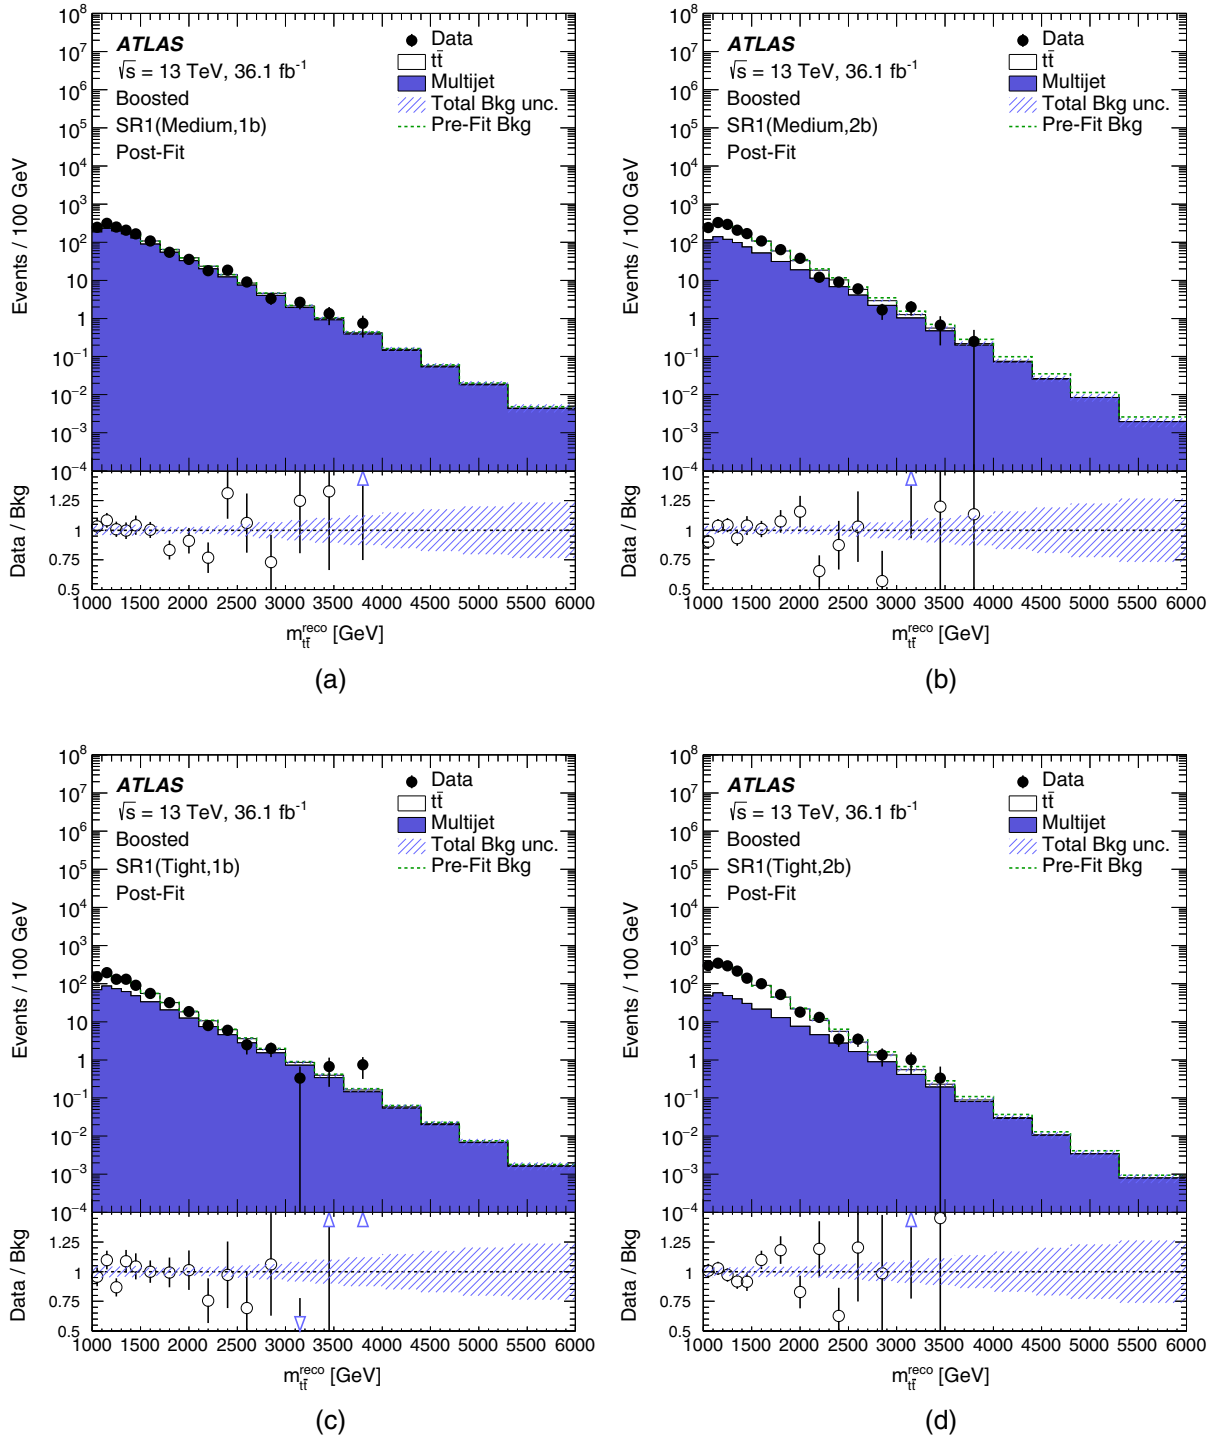 10⁸
10⁷
10⁶
10⁵
10⁴
10³
10²
10
1
10⁻¹
10⁻²
10⁻³
10⁻⁴
Events / 100 GeV
ATLAS
√s = 13 TeV, 36.1 fb⁻¹
Boosted
SR1(Medium,1b)
Post-Fit
Data
tt̄
Multijet
Total Bkg unc.
Pre-Fit Bkg
Data / Bkg
1.25
1
0.75
0.5
1000 1500 2000 2500 3000 3500 4000 4500 5000 5500 6000
m_{tt̄}^{reco} [GeV]
(a)
10⁸
10⁷
10⁶
10⁵
10⁴
10³
10²
10
1
10⁻¹
10⁻²
10⁻³
10⁻⁴
Events / 100 GeV
ATLAS
√s = 13 TeV, 36.1 fb⁻¹
Boosted
SR1(Medium,2b)
Post-Fit
Data
tt̄
Multijet
Total Bkg unc.
Pre-Fit Bkg
Data / Bkg
1.25
1
0.75
0.5
1000 1500 2000 2500 3000 3500 4000 4500 5000 5500 6000
m_{tt̄}^{reco} [GeV]
(b)
10⁸
10⁷
10⁶
10⁵
10⁴
10³
10²
10
1
10⁻¹
10⁻²
10⁻³
10⁻⁴
Events / 100 GeV
ATLAS
√s = 13 TeV, 36.1 fb⁻¹
Boosted
SR1(Tight,1b)
Post-Fit
Data
tt̄
Multijet
Total Bkg unc.
Pre-Fit Bkg
Data / Bkg
1.25
1
0.75
0.5
1000 1500 2000 2500 3000 3500 4000 4500 5000 5500 6000
m_{tt̄}^{reco} [GeV]
(c)
10⁸
10⁷
10⁶
10⁵
10⁴
10³
10²
10
1
10⁻¹
10⁻²
10⁻³
10⁻⁴
Events / 100 GeV
ATLAS
√s = 13 TeV, 36.1 fb⁻¹
Boosted
SR1(Tight,2b)
Post-Fit
Data
tt̄
Multijet
Total Bkg unc.
Pre-Fit Bkg
Data / Bkg
1.25
1
0.75
0.5
1000 1500 2000 2500 3000 3500 4000 4500 5000 5500 6000
m_{tt̄}^{reco} [GeV]
(d)